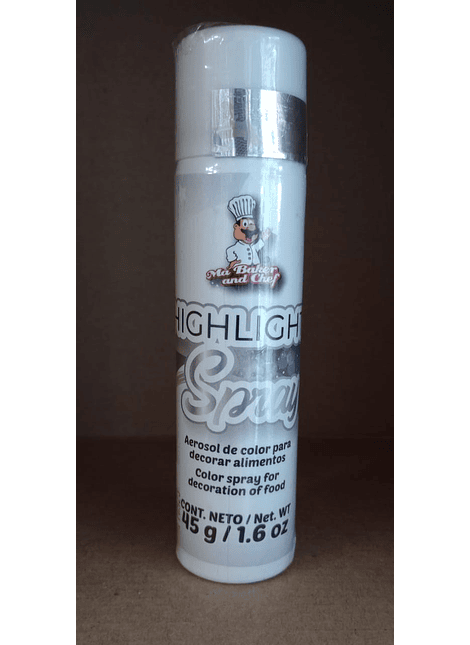 Ma Baker
and Chef
HIGHLIGHT
Spray
Aerosol de color para
decorar alimentos
Color spray for
decoration of food
CONT. NETO / Net. WT
45 g / 1.6 oz